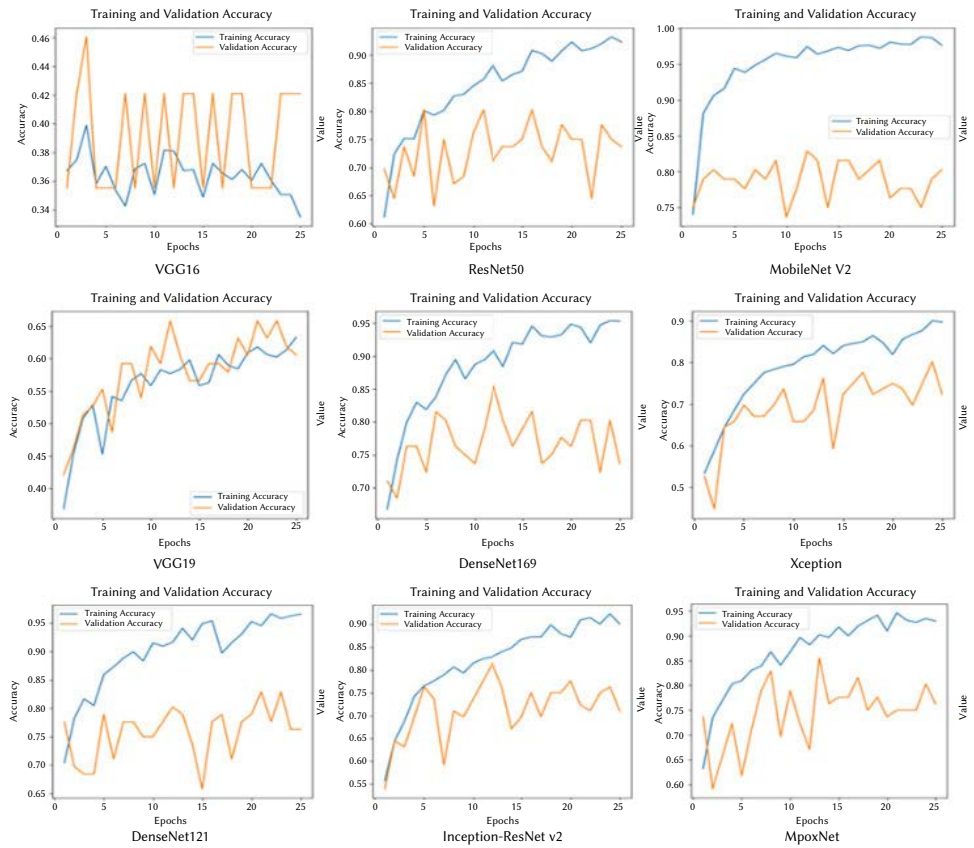 Training and Validation Accuracy
Training Accuracy
Validation Accuracy
0.46
0.44
0.42
0.40
0.38
0.36
0.34
Accuracy
0 5 10 15 20 25
Epochs
VGG16
Value
Training and Validation Accuracy
Training Accuracy
Validation Accuracy
0.90
0.85
0.80
0.75
0.70
0.65
0.60
Accuracy
0 5 10 15 20 25
Epochs
ResNet50
Value
Training and Validation Accuracy
Training Accuracy
Validation Accuracy
1.00
0.95
0.90
0.85
0.80
0.75
Accuracy
0 5 10 15 20 25
Epochs
MobileNet V2
Training and Validation Accuracy
Training Accuracy
Validation Accuracy
0.65
0.60
0.55
0.50
0.45
0.40
Accuracy
0 5 10 15 20 25
Epochs
VGG19
Value
Training and Validation Accuracy
Training Accuracy
Validation Accuracy
0.95
0.90
0.85
0.80
0.75
0.70
Accuracy
0 5 10 15 20 25
Epochs
DenseNet169
Value
Training and Validation Accuracy
Training Accuracy
Validation Accuracy
0.9
0.8
0.7
0.6
0.5
Accuracy
0 5 10 15 20 25
Epochs
Xception
Value
Training and Validation Accuracy
Training Accuracy
Validation Accuracy
0.95
0.90
0.85
0.80
0.75
0.70
0.65
Accuracy
0 5 10 15 20 25
Epochs
DenseNet121
Value
Training and Validation Accuracy
Training Accuracy
Validation Accuracy
0.90
0.85
0.80
0.75
0.70
0.65
0.60
0.55
Accuracy
0 5 10 15 20 25
Epochs
Inception-ResNet v2
Value
Training and Validation Accuracy
Training Accuracy
Validation Accuracy
0.95
0.90
0.85
0.80
0.75
0.70
0.65
0.60
Accuracy
0 5 10 15 20 25
Epochs
MpoxNet
Value